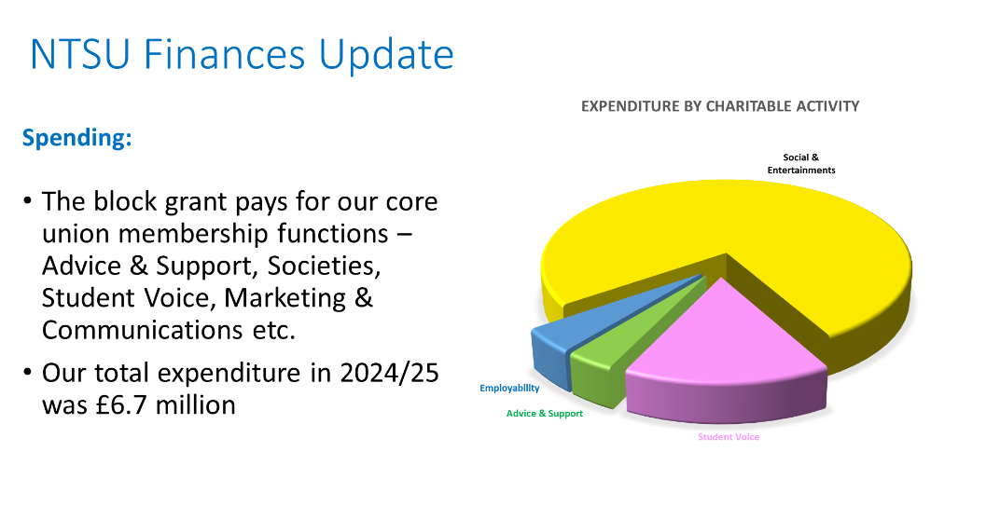 NTSU Finances Update
Spending:
• The block grant pays for our core
union membership functions –
Advice & Support, Societies,
Student Voice, Marketing &
Communications etc.
• Our total expenditure in 2024/25
was £6.7 million
EXPENDITURE BY CHARITABLE ACTIVITY
Social &
Entertainments
Employability
Advice & Support
Student Voice